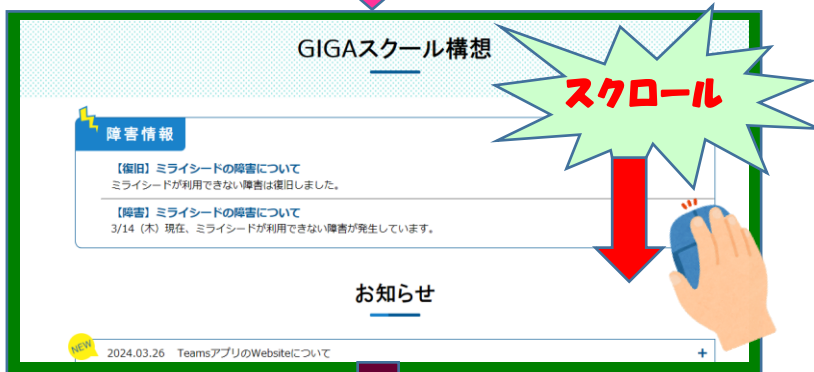 GIGAスクール構想
スクロール
障害情報
【復旧】ミライシードの障害について
ミライシードが利用できない障害は復旧しました。
【障害】ミライシードの障害について
3/14（木）現在、ミライシードが利用できない障害が発生しています。
お知らせ
NEW
2024.03.26 TeamsアプリのWebsiteについて +